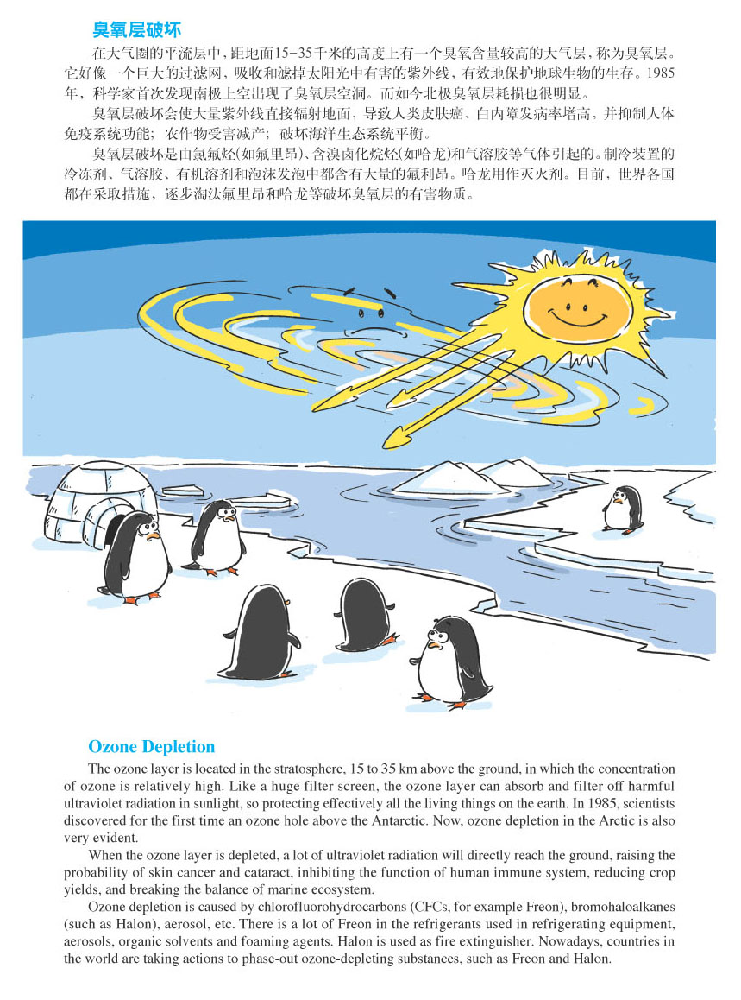 臭氧层破坏
在大气圈的平流层中，距地面15-35千米的高度上有一个臭氧含量较高的大气层，称为臭氧层。
它好像一个巨大的过滤网，吸收和滤掉太阳光中有害的紫外线，有效地保护地球生物的生存。1985
年，科学家首次发现南极上空出现了臭氧层空洞。而如今北极臭氧层耗损也很明显。
臭氧层破坏会使大量紫外线直接辐射地面，导致人类皮肤癌、白内障发病率增高，并抑制人体
免疫系统功能；农作物受害减产；破坏海洋生态系统平衡。
臭氧层破坏是由氯氟烃(如氟里昂)、含溴卤化烷烃(如哈龙)和气溶胶等气体引起的。制冷装置的
冷冻剂、气溶胶、有机溶剂和泡沫发泡中都含有大量的氟利昂。哈龙用作灭火剂。目前，世界各国
都在采取措施，逐步淘汰氟里昂和哈龙等破坏臭氧层的有害物质。
Ozone Depletion
The ozone layer is located in the stratosphere, 15 to 35 km above the ground, in which the concentration
of ozone is relatively high. Like a huge filter screen, the ozone layer can absorb and filter off harmful
ultraviolet radiation in sunlight, so protecting effectively all the living things on the earth. In 1985, scientists
discovered for the first time an ozone hole above the Antarctic. Now, ozone depletion in the Arctic is also
very evident.
When the ozone layer is depleted, a lot of ultraviolet radiation will directly reach the ground, raising the
probability of skin cancer and cataract, inhibiting the function of human immune system, reducing crop
yields, and breaking the balance of marine ecosystem.
Ozone depletion is caused by chlorofluorohydrocarbons (CFCs, for example Freon), bromohaloalkanes
(such as Halon), aerosol, etc. There is a lot of Freon in the refrigerants used in refrigerating equipment,
aerosols, organic solvents and foaming agents. Halon is used as fire extinguisher. Nowadays, countries in
the world are taking actions to phase-out ozone-depleting substances, such as Freon and Halon.